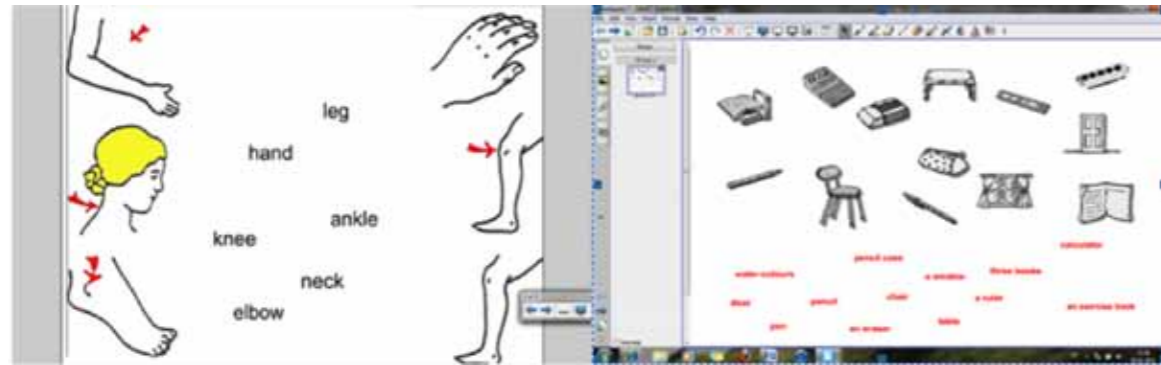 leg
hand
ankle
knee
neck
elbow
calculator
pencil case
water-colours
a window
three books
door
pencil
chair
a ruler
an exercise book
pen
an eraser
table